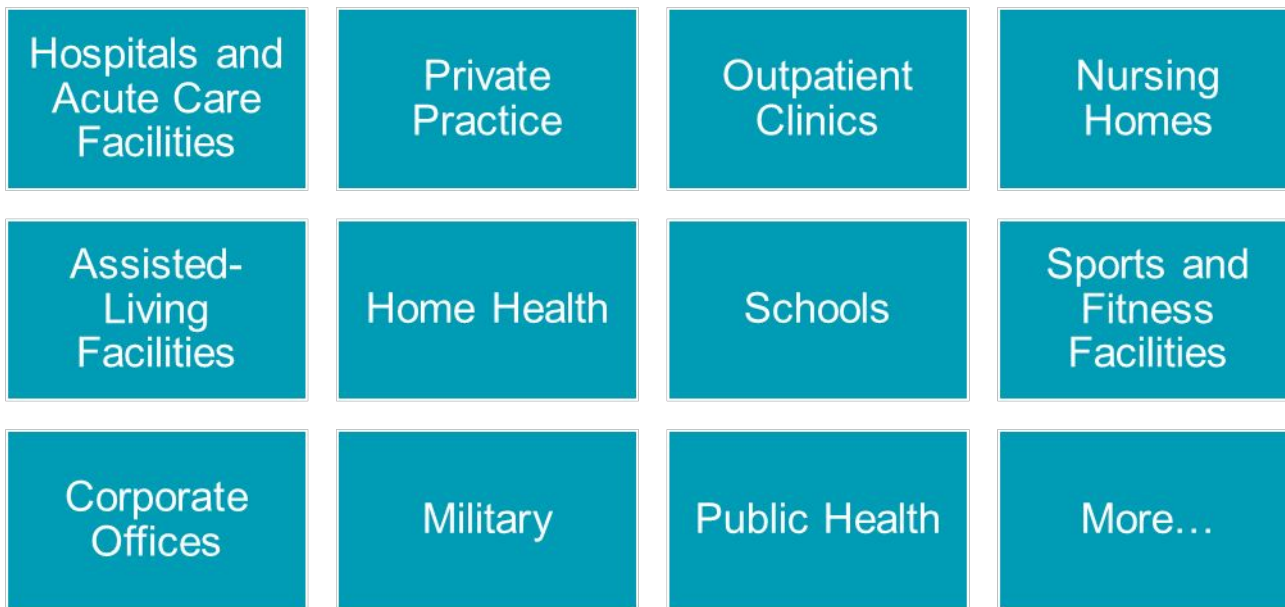 Hospitals and
Acute Care
Facilities
Private
Practice
Outpatient
Clinics
Nursing
Homes
Assisted-
Living
Facilities
Home Health
Schools
Sports and
Fitness
Facilities
Corporate
Offices
Military
Public Health
More…